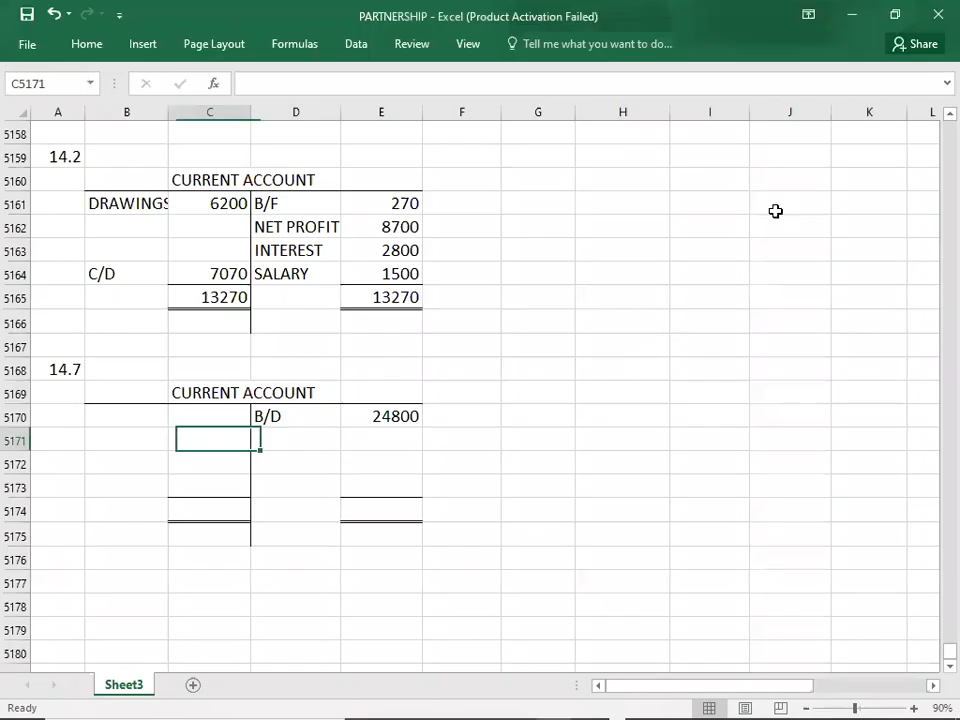 PARTNERSHIP - Excel (Product Activation Failed)
File Home Insert Page Layout Formulas Data Review View Tell me what you want to do... Share
C5171 fx
A B C D E F G H I J K L
5158
5159 14.2
5160 CURRENT ACCOUNT
5161 DRAWINGS 6200 B/F 270
5162 NET PROFIT 8700
5163 INTEREST 2800
5164 C/D 7070 SALARY 1500
5165 13270 13270
5166
5167
5168 14.7
5169 CURRENT ACCOUNT
5170 B/D 24800
5171
5172
5173
5174
5175
5176
5177
5178
5179
5180
Sheet3
Ready 90%